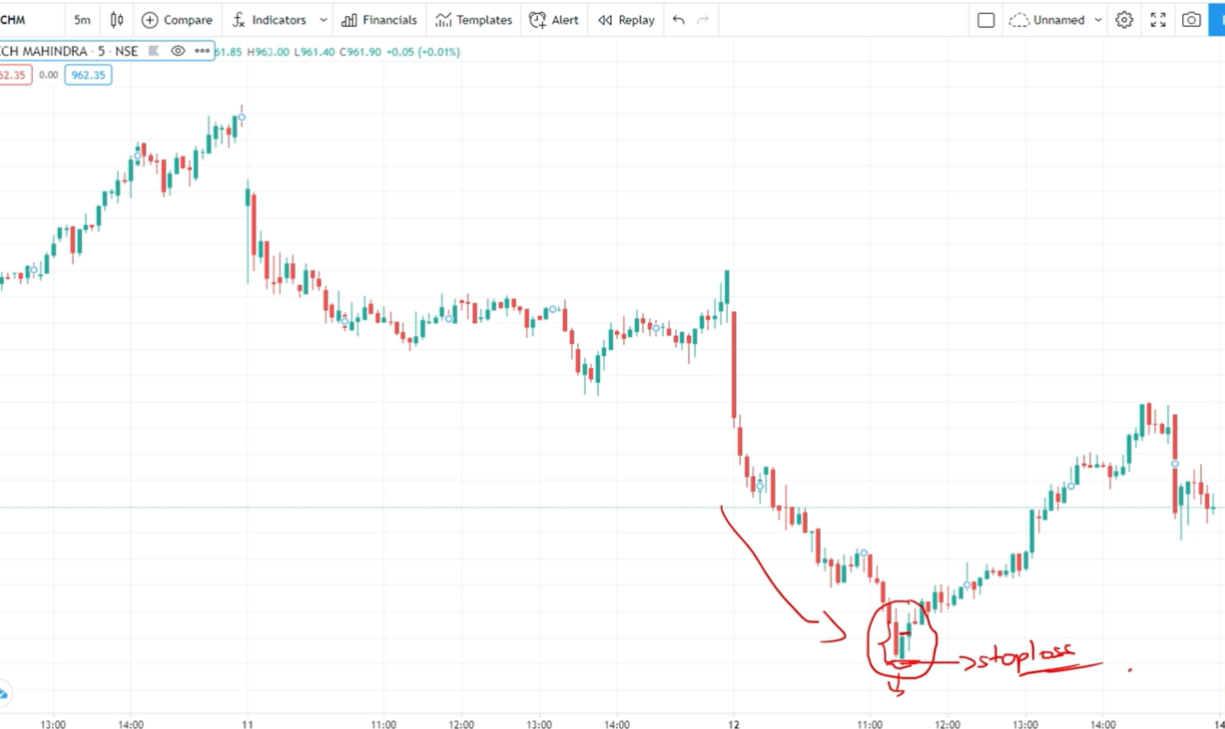 CHM 5m Compare Indicators Financials Templates Alert Replay Unnamed
ECH MAHINDRA · 5 · NSE 61.85 H963.00 L961.40 C961.90 +0.05 (+0.01%)
62.35 0.00 962.35
stoploss
13:00 14:00 11 11:00 12:00 13:00 14:00 12 11:00 12:00 13:00 14:00 14